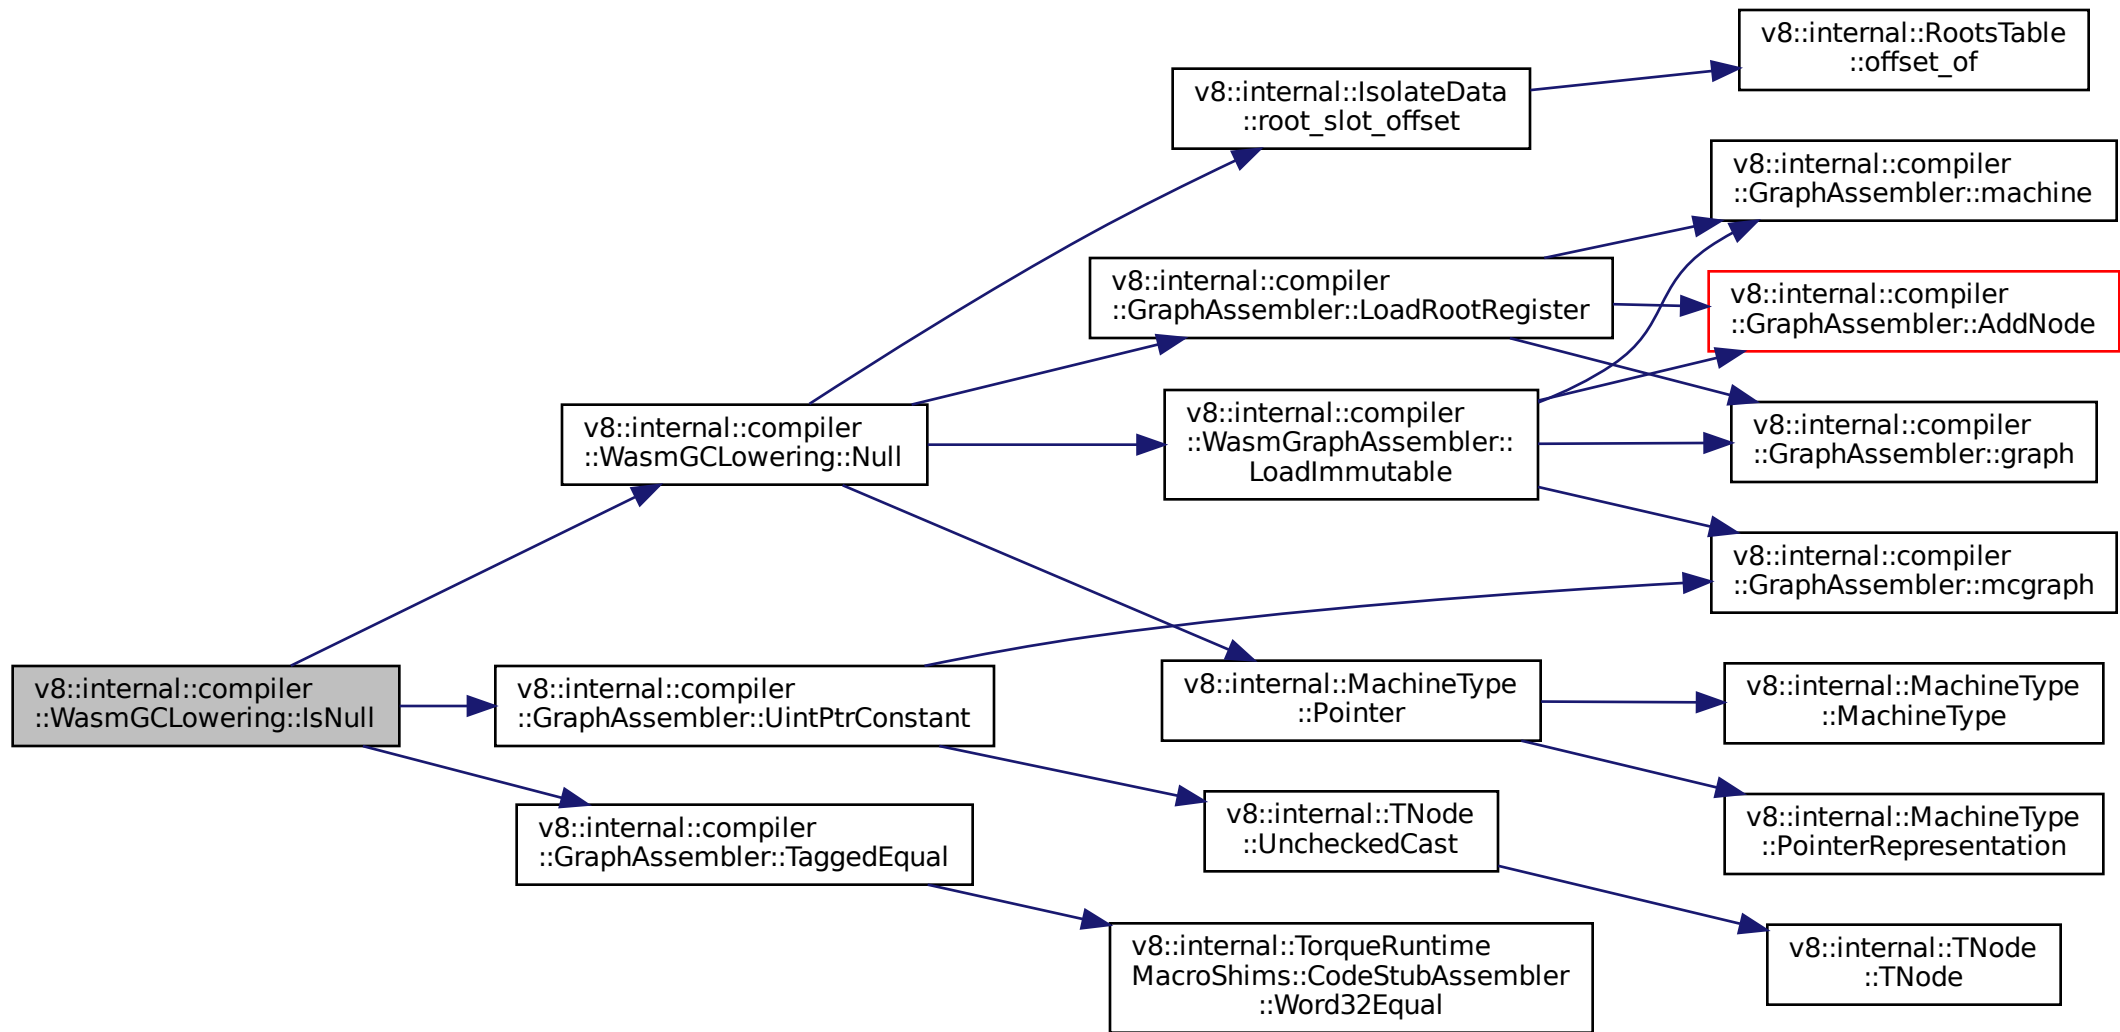 v8::internal::compiler
::WasmGCLowering::IsNull
v8::internal::compiler
::WasmGCLowering::Null
v8::internal::compiler
::GraphAssembler::UintPtrConstant
v8::internal::compiler
::GraphAssembler::TaggedEqual
v8::internal::IsolateData
::root_slot_offset
v8::internal::compiler
::GraphAssembler::LoadRootRegister
v8::internal::compiler
::WasmGraphAssembler::
LoadImmutable
v8::internal::MachineType
::Pointer
v8::internal::TNode
::UncheckedCast
v8::internal::TorqueRuntime
MacroShims::CodeStubAssembler
::Word32Equal
v8::internal::RootsTable
::offset_of
v8::internal::compiler
::GraphAssembler::machine
v8::internal::compiler
::GraphAssembler::AddNode
v8::internal::compiler
::GraphAssembler::graph
v8::internal::compiler
::GraphAssembler::mcgraph
v8::internal::MachineType
::MachineType
v8::internal::MachineType
::PointerRepresentation
v8::internal::TNode
::TNode